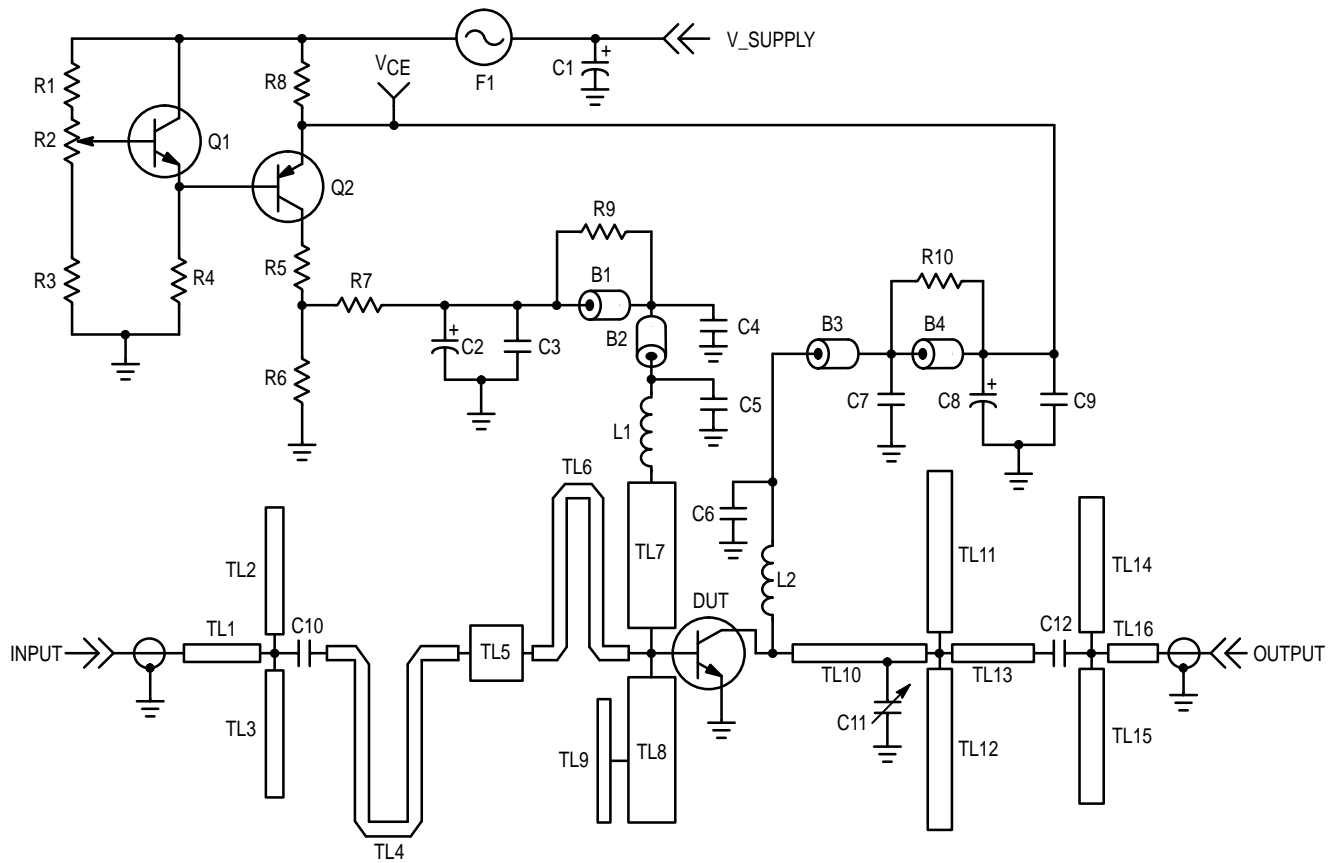 V_SUPPLY
F1
C1
+
VCE
R8
R1
R2
Q1
Q2
R3
R4
R5
R7
R6
R9
B1
B2
C4
C5
+
C2
C3
L1
R10
B3
B4
C7
C8
+
C9
C6
L2
TL6
TL7
TL11
TL14
TL2
DUT
INPUT
TL1
C10
TL5
TL10
TL13
C12
TL16
OUTPUT
C11
TL3
TL9
TL8
TL12
TL15
TL4